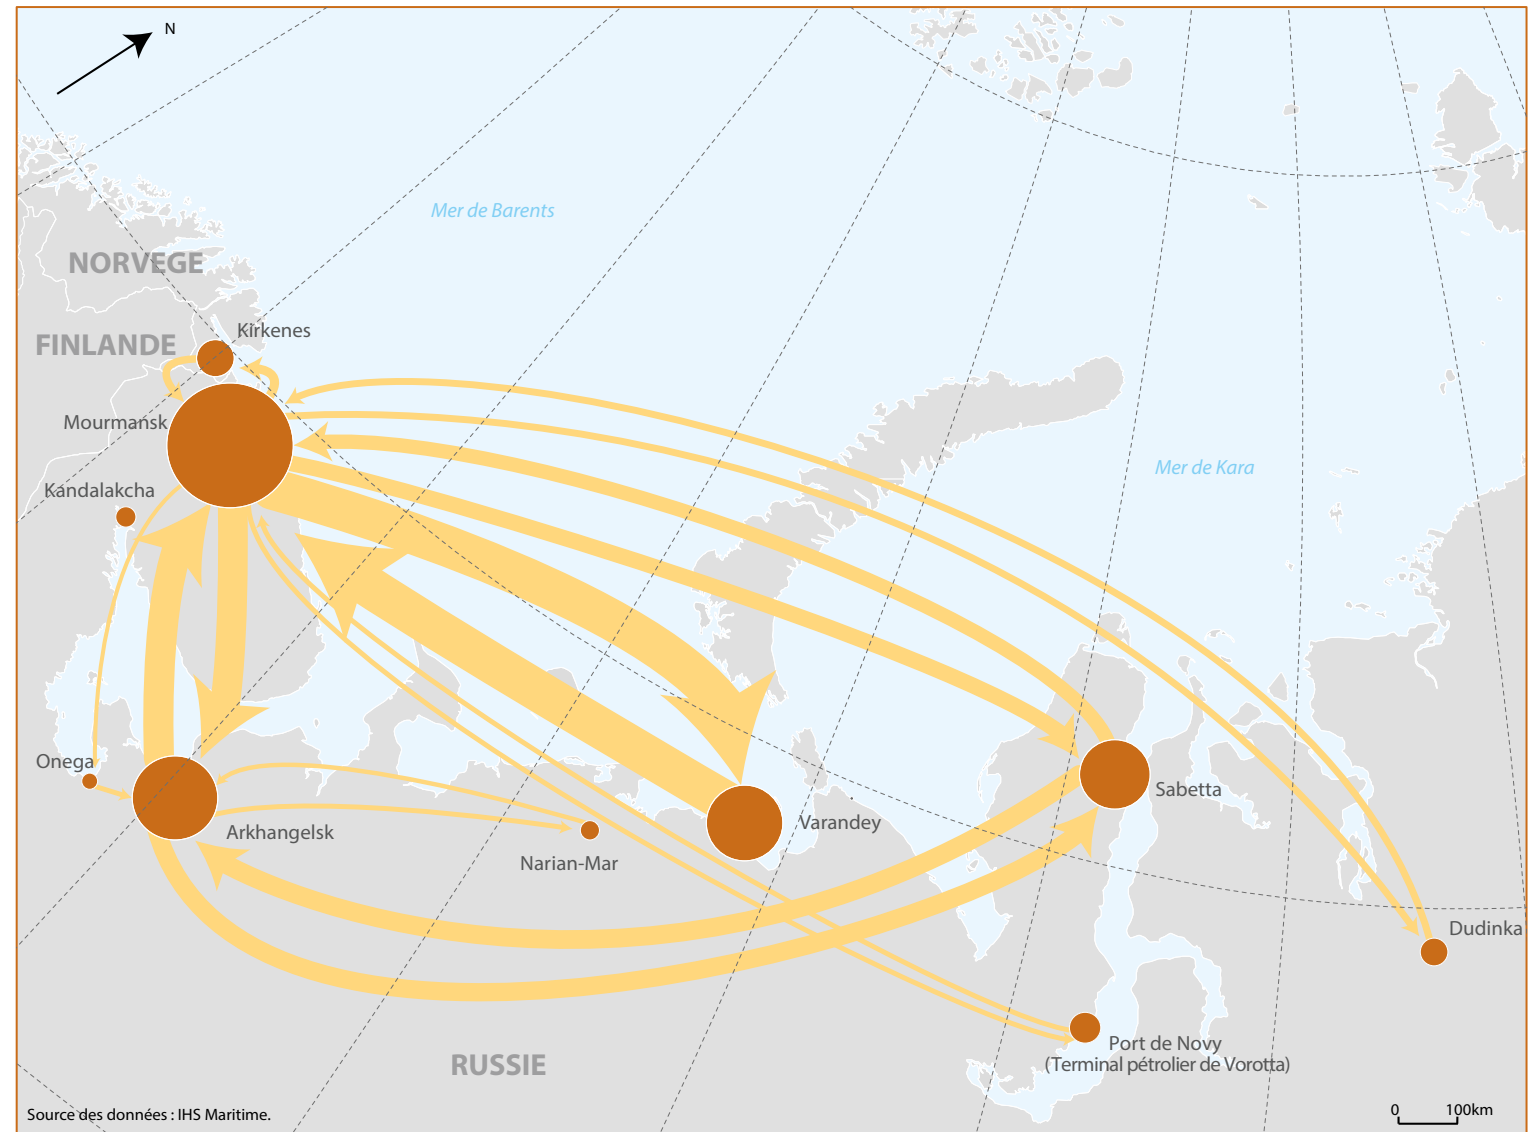 N
Mer de Barents
NORVEGE
Kirkenes
FINLANDE
Mourmansk
Mer de Kara
Kandalakcha
Onega
Sabetta
Arkhangelsk
Varandey
Narian-Mar
Dudinka
Port de Novy
(Terminal pétrolier de Vorotta)
RUSSIE
Source des données : IHS Maritime.
0 100km